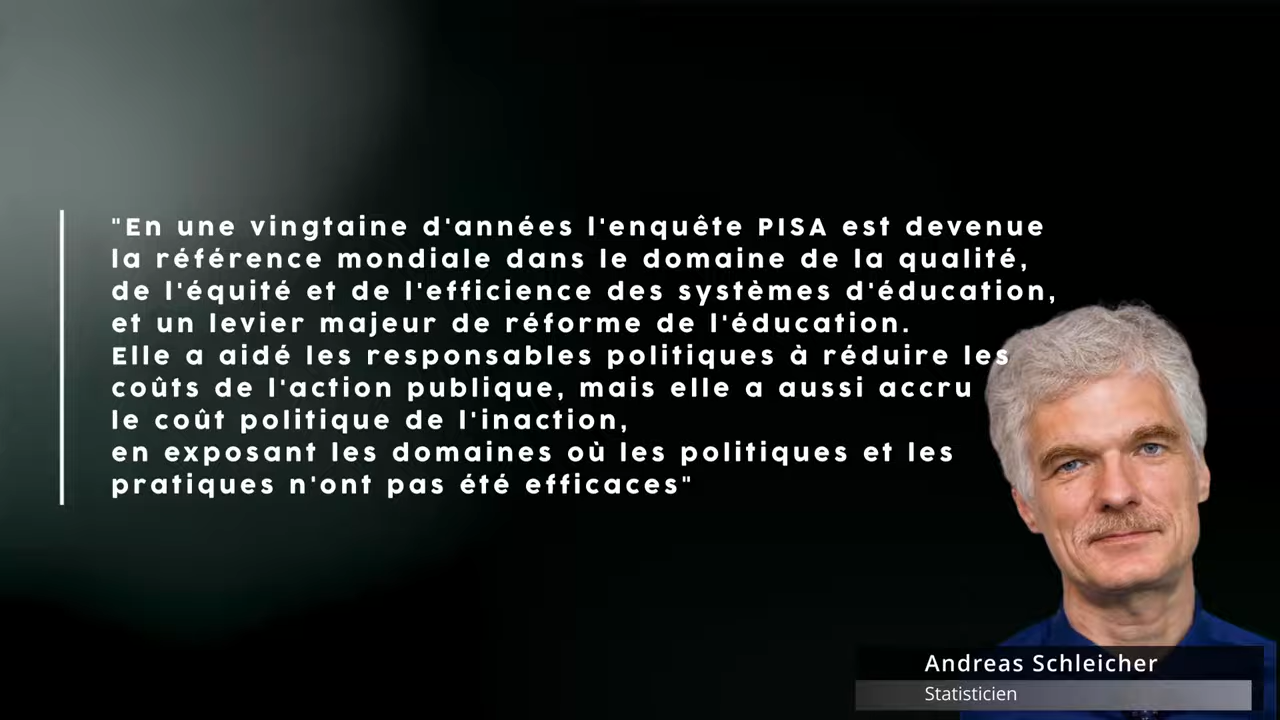 "En une vingtaine d'années l'enquête PISA est devenue
la référence mondiale dans le domaine de la qualité,
de l'équité et de l'efficience des systèmes d'éducation,
et un levier majeur de réforme de l'éducation.
Elle a aidé les responsables politiques à réduire les
coûts de l'action publique, mais elle a aussi accru
le coût politique de l'inaction,
en exposant les domaines où les politiques et les
pratiques n'ont pas été efficaces"
Andreas Schleicher
Statisticien